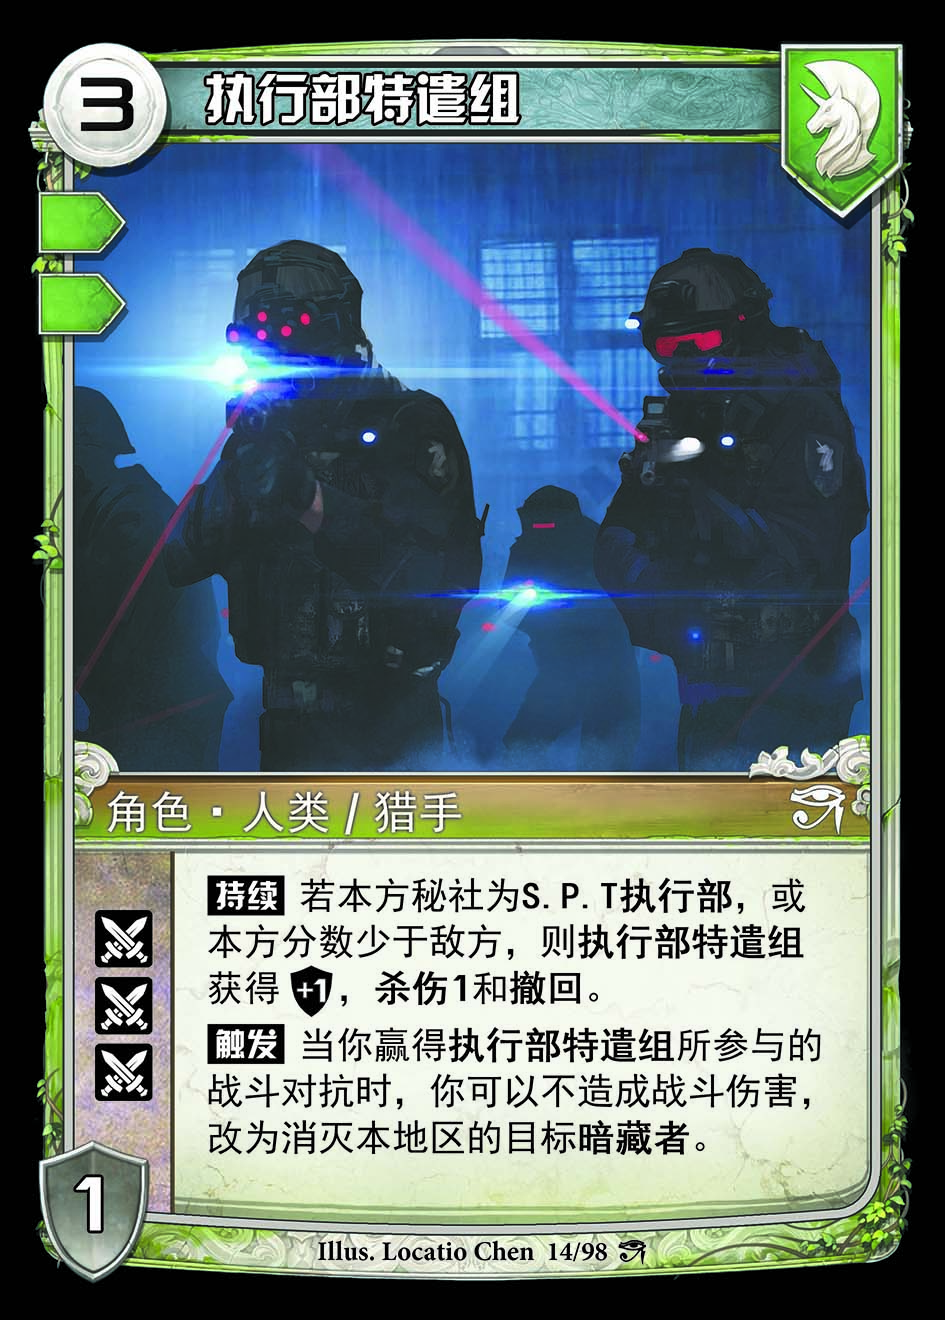 3
执行部特遣组
角色·人类/猎手
持续 若本方秘社为S.P.T执行部，或
本方分数少于敌方，则执行部特遣组
获得 +1，杀伤1和撤回。
触发 当你赢得执行部特遣组所参与的
战斗对抗时，你可以不造成战斗伤害，
改为消灭本地区的目标暗藏者。
1
Illus. Locatio Chen 14/98